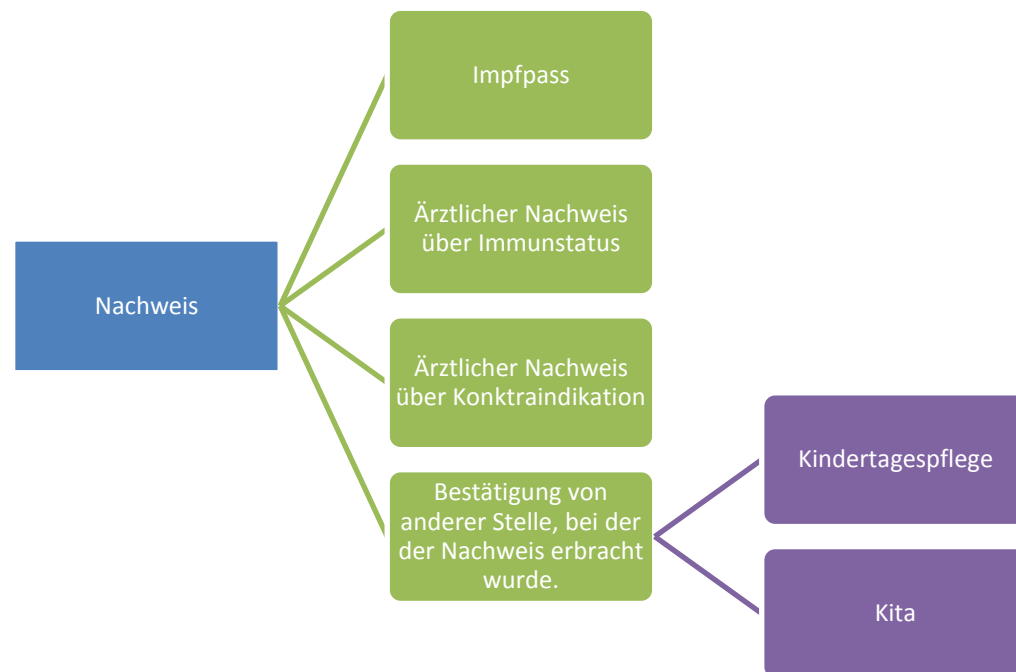 Nachweis
Impfpass
Ärztlicher Nachweis
über Immunstatus
Ärztlicher Nachweis
über Konktraindikation
Bestätigung von
anderer Stelle, bei der
der Nachweis erbracht
wurde.
Kindertagespflege
Kita